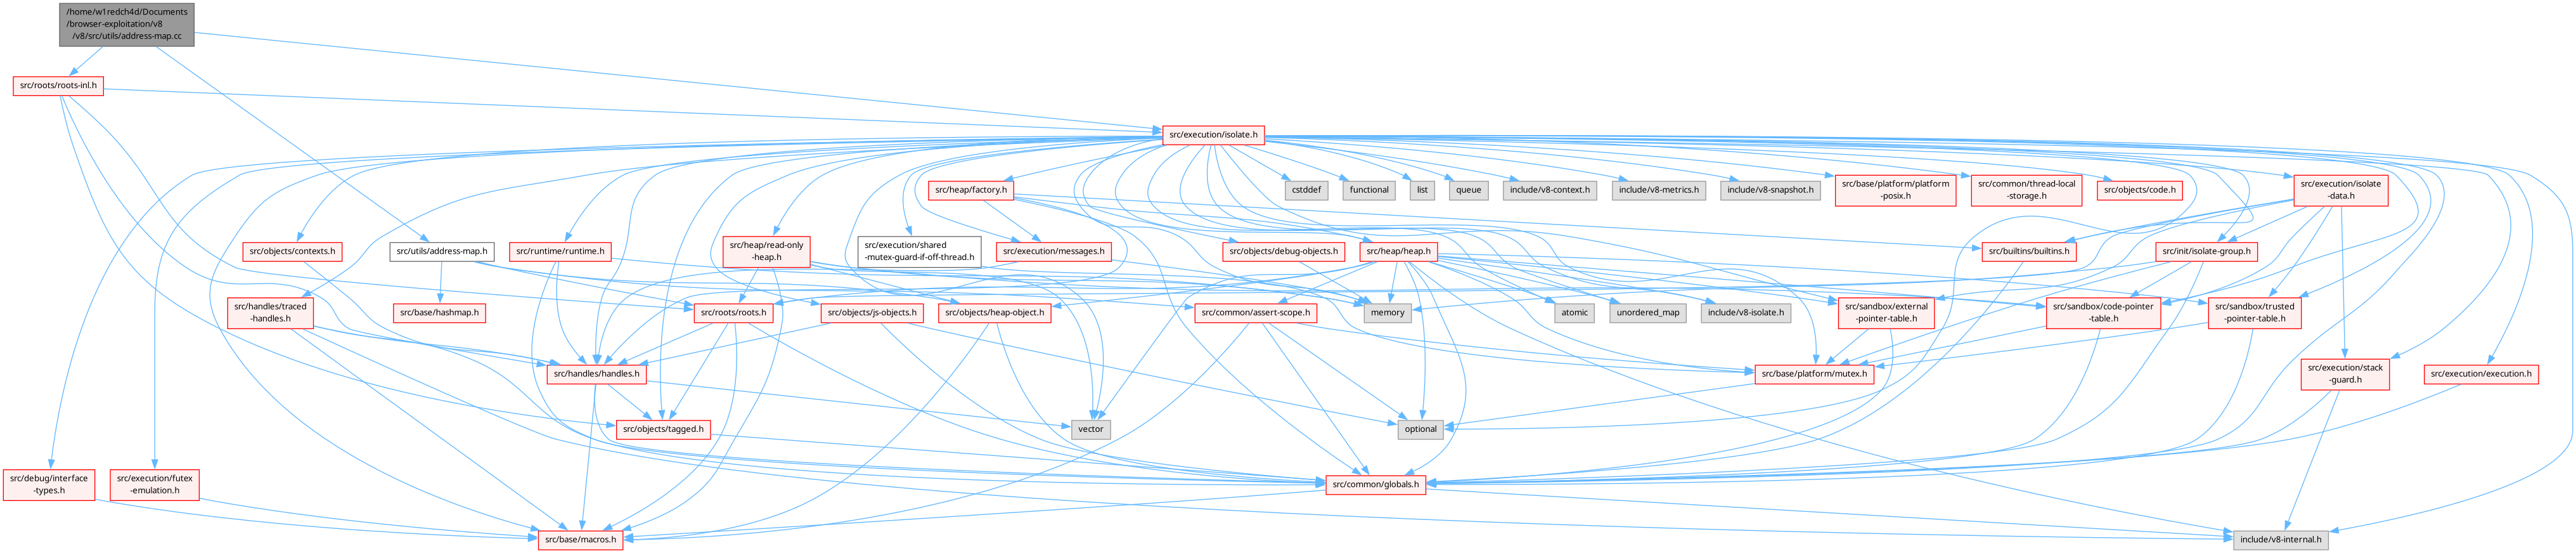 /home/w1redch4d/Documents
/browser-exploitation/v8
/v8/src/utils/address-map.cc
src/roots/roots-inl.h
src/execution/isolate.h
src/heap/factory.h
cstddef
functional
list
queue
include/v8-context.h
include/v8-metrics.h
include/v8-snapshot.h
src/base/platform/platform
-posix.h
src/common/thread-local
-storage.h
src/objects/code.h
src/execution/isolate
-data.h
src/objects/contexts.h
src/utils/address-map.h
src/runtime/runtime.h
src/heap/read-only
-heap.h
src/execution/shared
-mutex-guard-if-off-thread.h
src/execution/messages.h
src/objects/debug-objects.h
src/heap/heap.h
src/builtins/builtins.h
src/init/isolate-group.h
src/handles/traced
-handles.h
src/base/hashmap.h
src/roots/roots.h
src/objects/js-objects.h
src/objects/heap-object.h
src/common/assert-scope.h
memory
atomic
unordered_map
include/v8-isolate.h
src/sandbox/external
-pointer-table.h
src/sandbox/code-pointer
-table.h
src/sandbox/trusted
-pointer-table.h
src/handles/handles.h
src/base/platform/mutex.h
src/execution/stack
-guard.h
src/execution/execution.h
src/objects/tagged.h
vector
optional
src/debug/interface
-types.h
src/execution/futex
-emulation.h
src/common/globals.h
src/base/macros.h
include/v8-internal.h